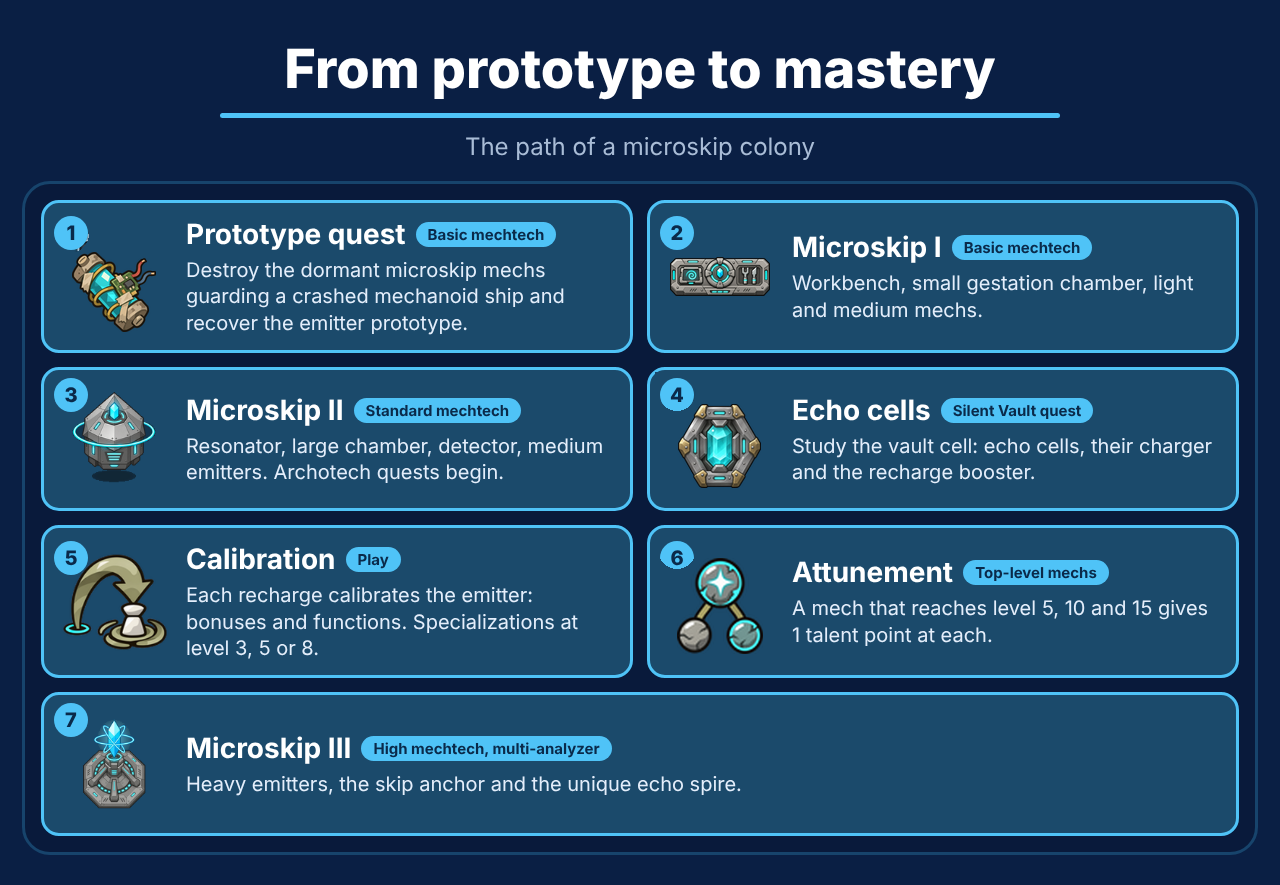 From prototype to mastery
The path of a microskip colony
1
Prototype quest Basic mechtech
Destroy the dormant microskip mechs
guarding a crashed mechanoid ship and
recover the emitter prototype.
2
Microskip I Basic mechtech
Workbench, small gestation chamber, light
and medium mechs.
3
Microskip II Standard mechtech
Resonator, large chamber, detector, medium
emitters. Archotech quests begin.
4
Echo cells Silent Vault quest
Study the vault cell: echo cells, their charger
and the recharge booster.
5
Calibration Play
Each recharge calibrates the emitter:
bonuses and functions. Specializations at
level 3, 5 or 8.
6
Attunement Top-level mechs
A mech that reaches level 5, 10 and 15 gives
1 talent point at each.
7
Microskip III High mechtech, multi-analyzer
Heavy emitters, the skip anchor and the unique echo spire.